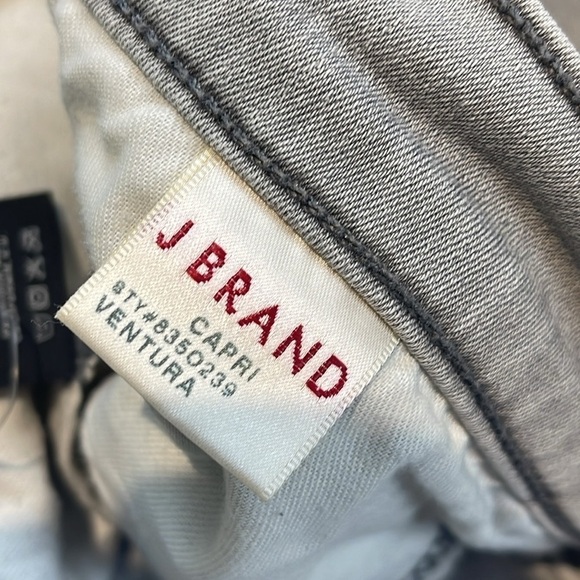 J BRAND
CAPRI
STY#8350239
VENTURA